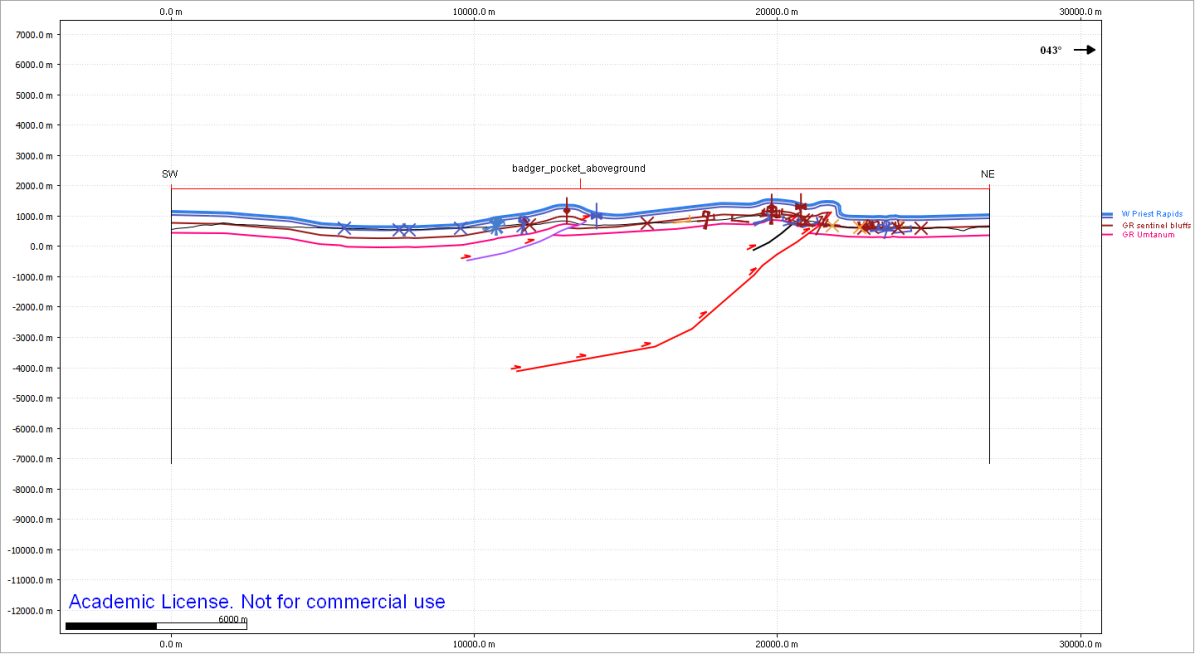 0.0 m 10000.0 m 20000.0 m 30000.0 m
7000.0 m
043°
6000.0 m
5000.0 m
4000.0 m
3000.0 m
badger_pocket_aboveground
SW NE
2000.0 m
1000.0 m
W Priest Rapids
GR sentinel bluffs
GR Umtanum
0.0 m
-1000.0 m
-2000.0 m
-3000.0 m
-4000.0 m
-5000.0 m
-6000.0 m
-7000.0 m
-8000.0 m
-9000.0 m
-10000.0 m
-11000.0 m
-12000.0 m
Academic License. Not for commercial use
6000 m
0.0 m 10000.0 m 20000.0 m 30000.0 m